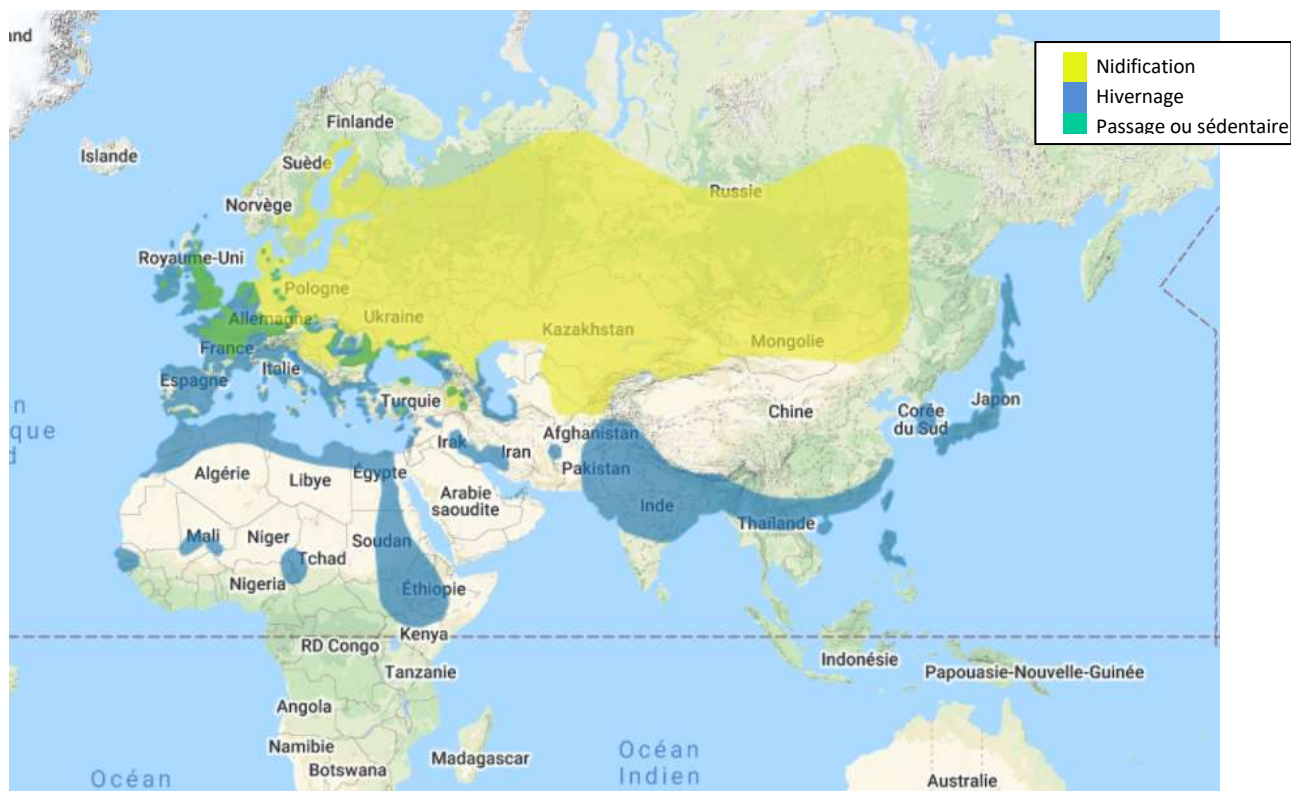 and
Nidification
Hivernage
Passage ou sédentaire
Finlande
Islande
Suède
Russie
Norvège
Royaume-Uni
Pologne
Allemagne
Ukraine
Kazakhstan
Mongolie
France
Italie
Espagne
Turquie
Chine
Japon
Corée
du Sud
n
que
d
Irak
Iran
Afghanistan
Pakistan
Algérie
Libye
Égypte
Arabie
saoudite
Inde
Thaïlande
Mali
Niger
Tchad
Soudan
Nigeria
Éthiopie
Kenya
RD Congo
Tanzanie
Indonésie
Papouasie-Nouvelle-Guinée
Angola
Namibie
Botswana
Madagascar
Océan
Indien
Océan
Australie